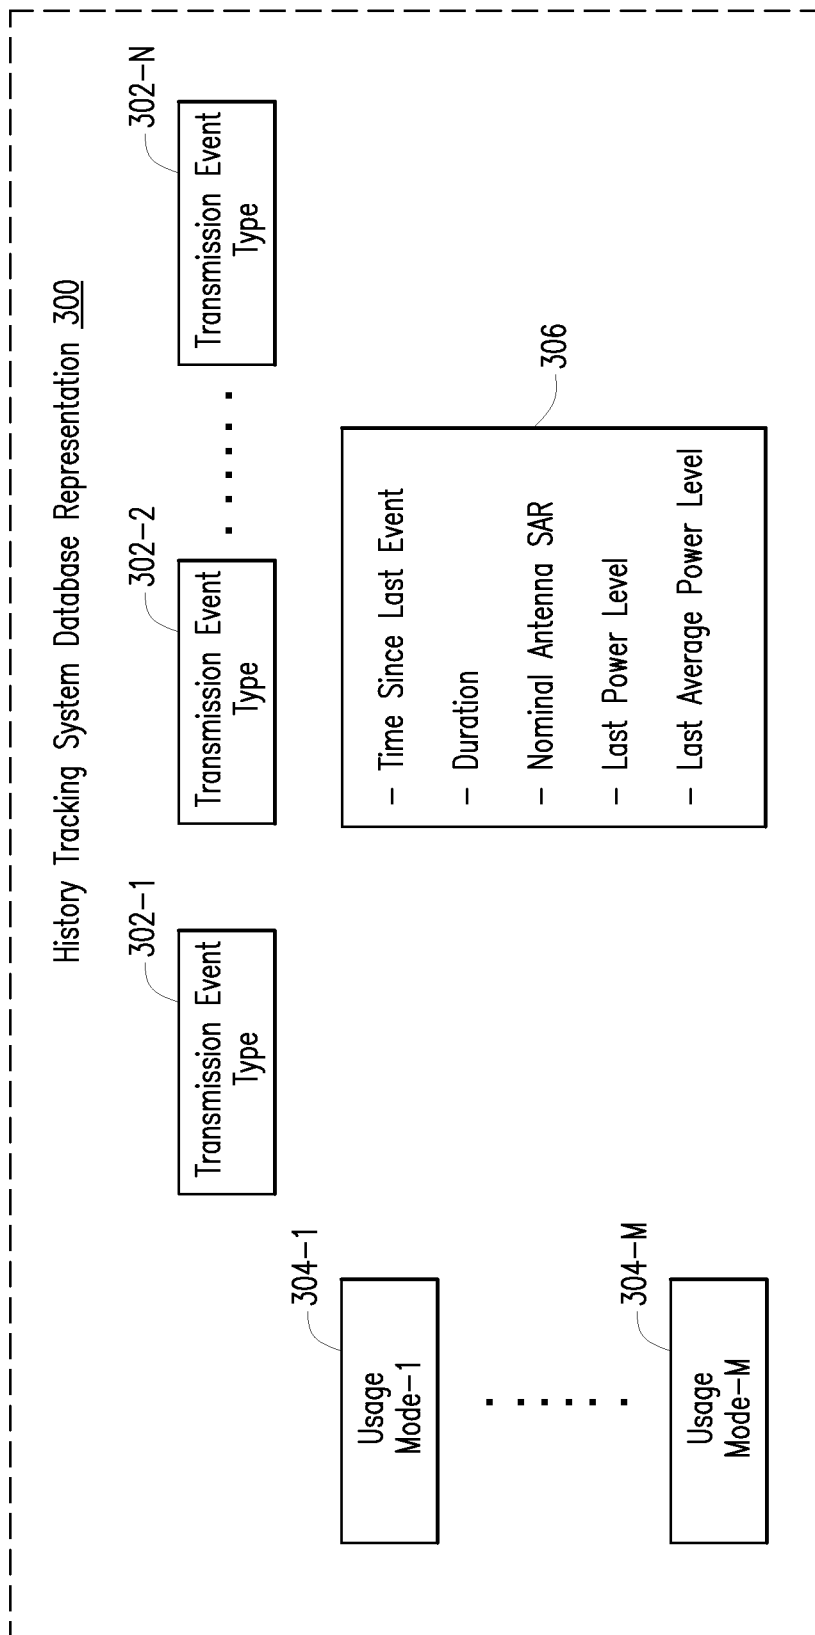 History Tracking System Database Representation 300
302-1
302-2
302-N
Transmission Event
Type
Transmission Event
Type
Transmission Event
Type
304-1
Usage
Mode-1
304-M
Usage
Mode-M
306
- Time Since Last Event
- Duration
- Nominal Antenna SAR
- Last Power Level
- Last Average Power Level